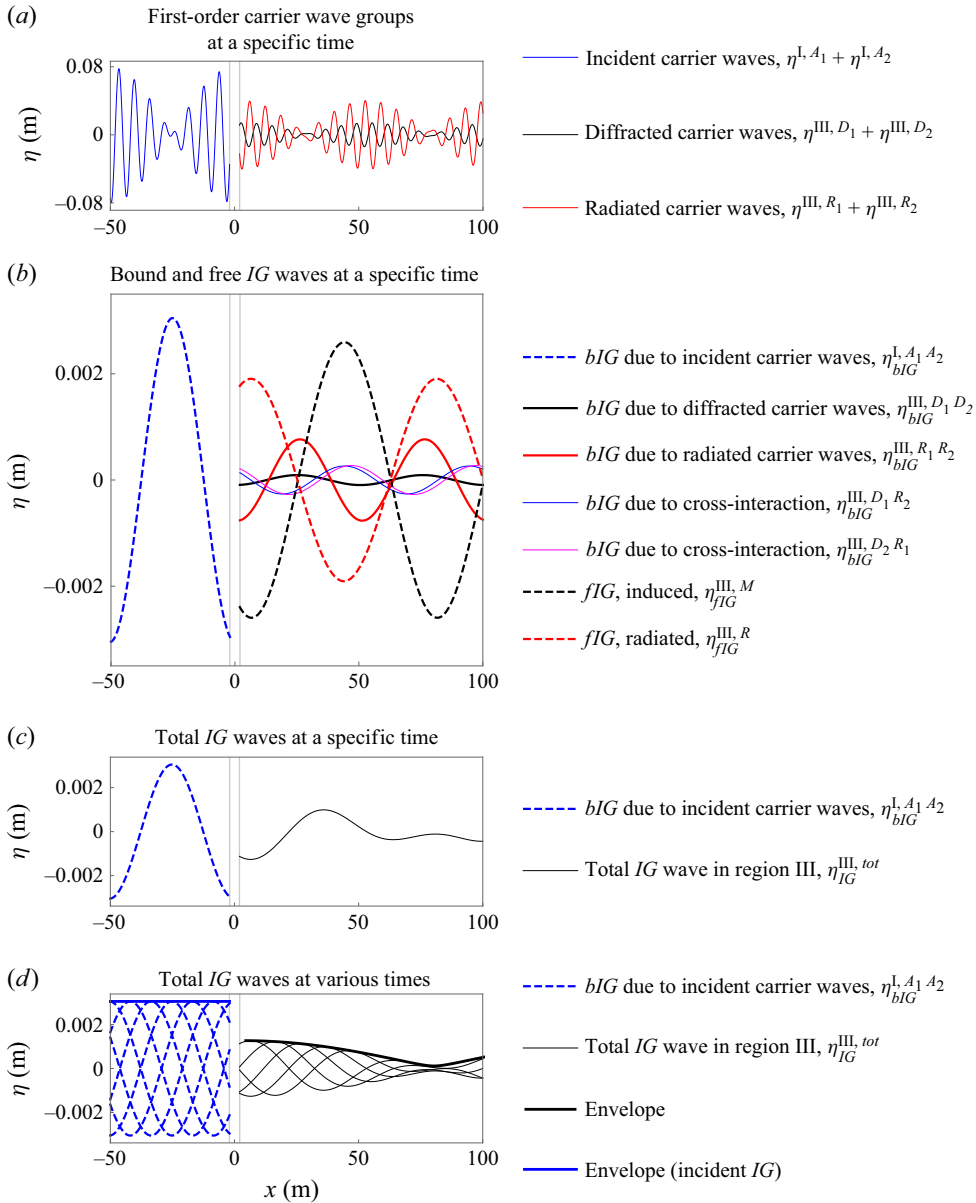 (a)
First-order carrier wave groups
at a specific time
0.08
0
−0.08
η (m)
−50
0
50
100
Incident carrier waves, η^{I, A_1} + η^{I, A_2}
Diffracted carrier waves, η^{III, D_1} + η^{III, D_2}
Radiated carrier waves, η^{III, R_1} + η^{III, R_2}
(b)
Bound and free IG waves at a specific time
0.002
0
−0.002
η (m)
−50
0
50
100
bIG due to incident carrier waves, η_{bIG}^{I, A_1 A_2}
bIG due to diffracted carrier waves, η_{bIG}^{III, D_1 D_2}
bIG due to radiated carrier waves, η_{bIG}^{III, R_1 R_2}
bIG due to cross-interaction, η_{bIG}^{III, D_1 R_2}
bIG due to cross-interaction, η_{bIG}^{III, D_2 R_1}
fIG, induced, η_{fIG}^{III, M}
fIG, radiated, η_{fIG}^{III, R}
(c)
Total IG waves at a specific time
0.002
0
−0.002
η (m)
−50
0
50
100
bIG due to incident carrier waves, η_{bIG}^{I, A_1 A_2}
Total IG wave in region III, η_{IG}^{III, tot}
(d)
Total IG waves at various times
0.002
0
−0.002
η (m)
−50
0
50
100
x (m)
bIG due to incident carrier waves, η_{bIG}^{I, A_1 A_2}
Total IG wave in region III, η_{IG}^{III, tot}
Envelope
Envelope (incident IG)